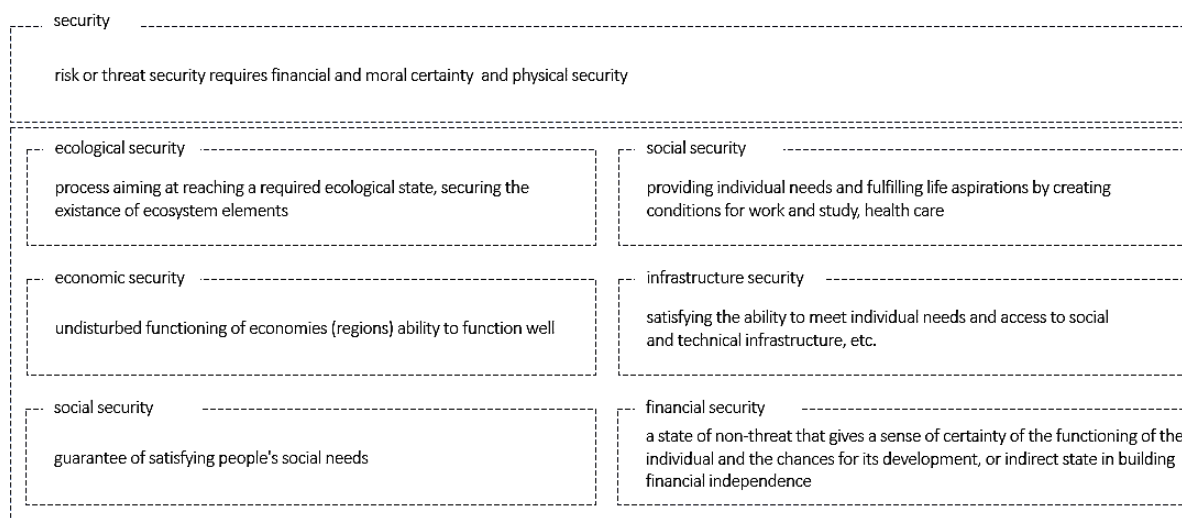 security
risk or threat security requires financial and moral certainty and physical security
ecological security
process aiming at reaching a required ecological state, securing the
existance of ecosystem elements
social security
providing individual needs and fulfilling life aspirations by creating
conditions for work and study, health care
economic security
undisturbed functioning of economies (regions) ability to function well
infrastructure security
satisfying the ability to meet individual needs and access to social
and technical infrastructure, etc.
social security
guarantee of satisfying people's social needs
financial security
a state of non-threat that gives a sense of certainty of the functioning of the
individual and the chances for its development, or indirect state in building
financial independence